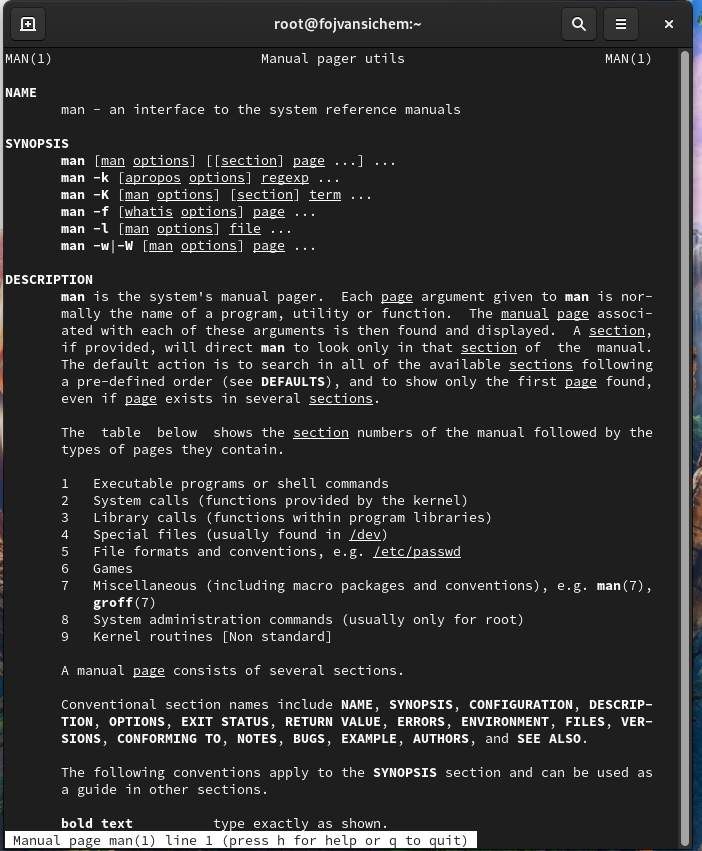 root@fojvansichem:~
MAN(1) Manual pager utils MAN(1)
NAME
man - an interface to the system reference manuals
SYNOPSIS
man [man options] [[section] page ...] ...
man -k [apropos options] regexp ...
man -K [man options] [section] term ...
man -f [whatis options] page ...
man -l [man options] file ...
man -w|-W [man options] page ...
DESCRIPTION
man is the system's manual pager. Each page argument given to man is nor-
mally the name of a program, utility or function. The manual page associ-
ated with each of these arguments is then found and displayed. A section,
if provided, will direct man to look only in that section of the manual.
The default action is to search in all of the available sections following
a pre-defined order (see DEFAULTS), and to show only the first page found,
even if page exists in several sections.
The table below shows the section numbers of the manual followed by the
types of pages they contain.
1 Executable programs or shell commands
2 System calls (functions provided by the kernel)
3 Library calls (functions within program libraries)
4 Special files (usually found in /dev)
5 File formats and conventions, e.g. /etc/passwd
6 Games
7 Miscellaneous (including macro packages and conventions), e.g. man(7),
groff(7)
8 System administration commands (usually only for root)
9 Kernel routines [Non standard]
A manual page consists of several sections.
Conventional section names include NAME, SYNOPSIS, CONFIGURATION, DESCRIP-
TION, OPTIONS, EXIT STATUS, RETURN VALUE, ERRORS, ENVIRONMENT, FILES, VER-
SIONS, CONFORMING TO, NOTES, BUGS, EXAMPLE, AUTHORS, and SEE ALSO.
The following conventions apply to the SYNOPSIS section and can be used as
a guide in other sections.
bold text type exactly as shown.
Manual page man(1) line 1 (press h for help or q to quit)